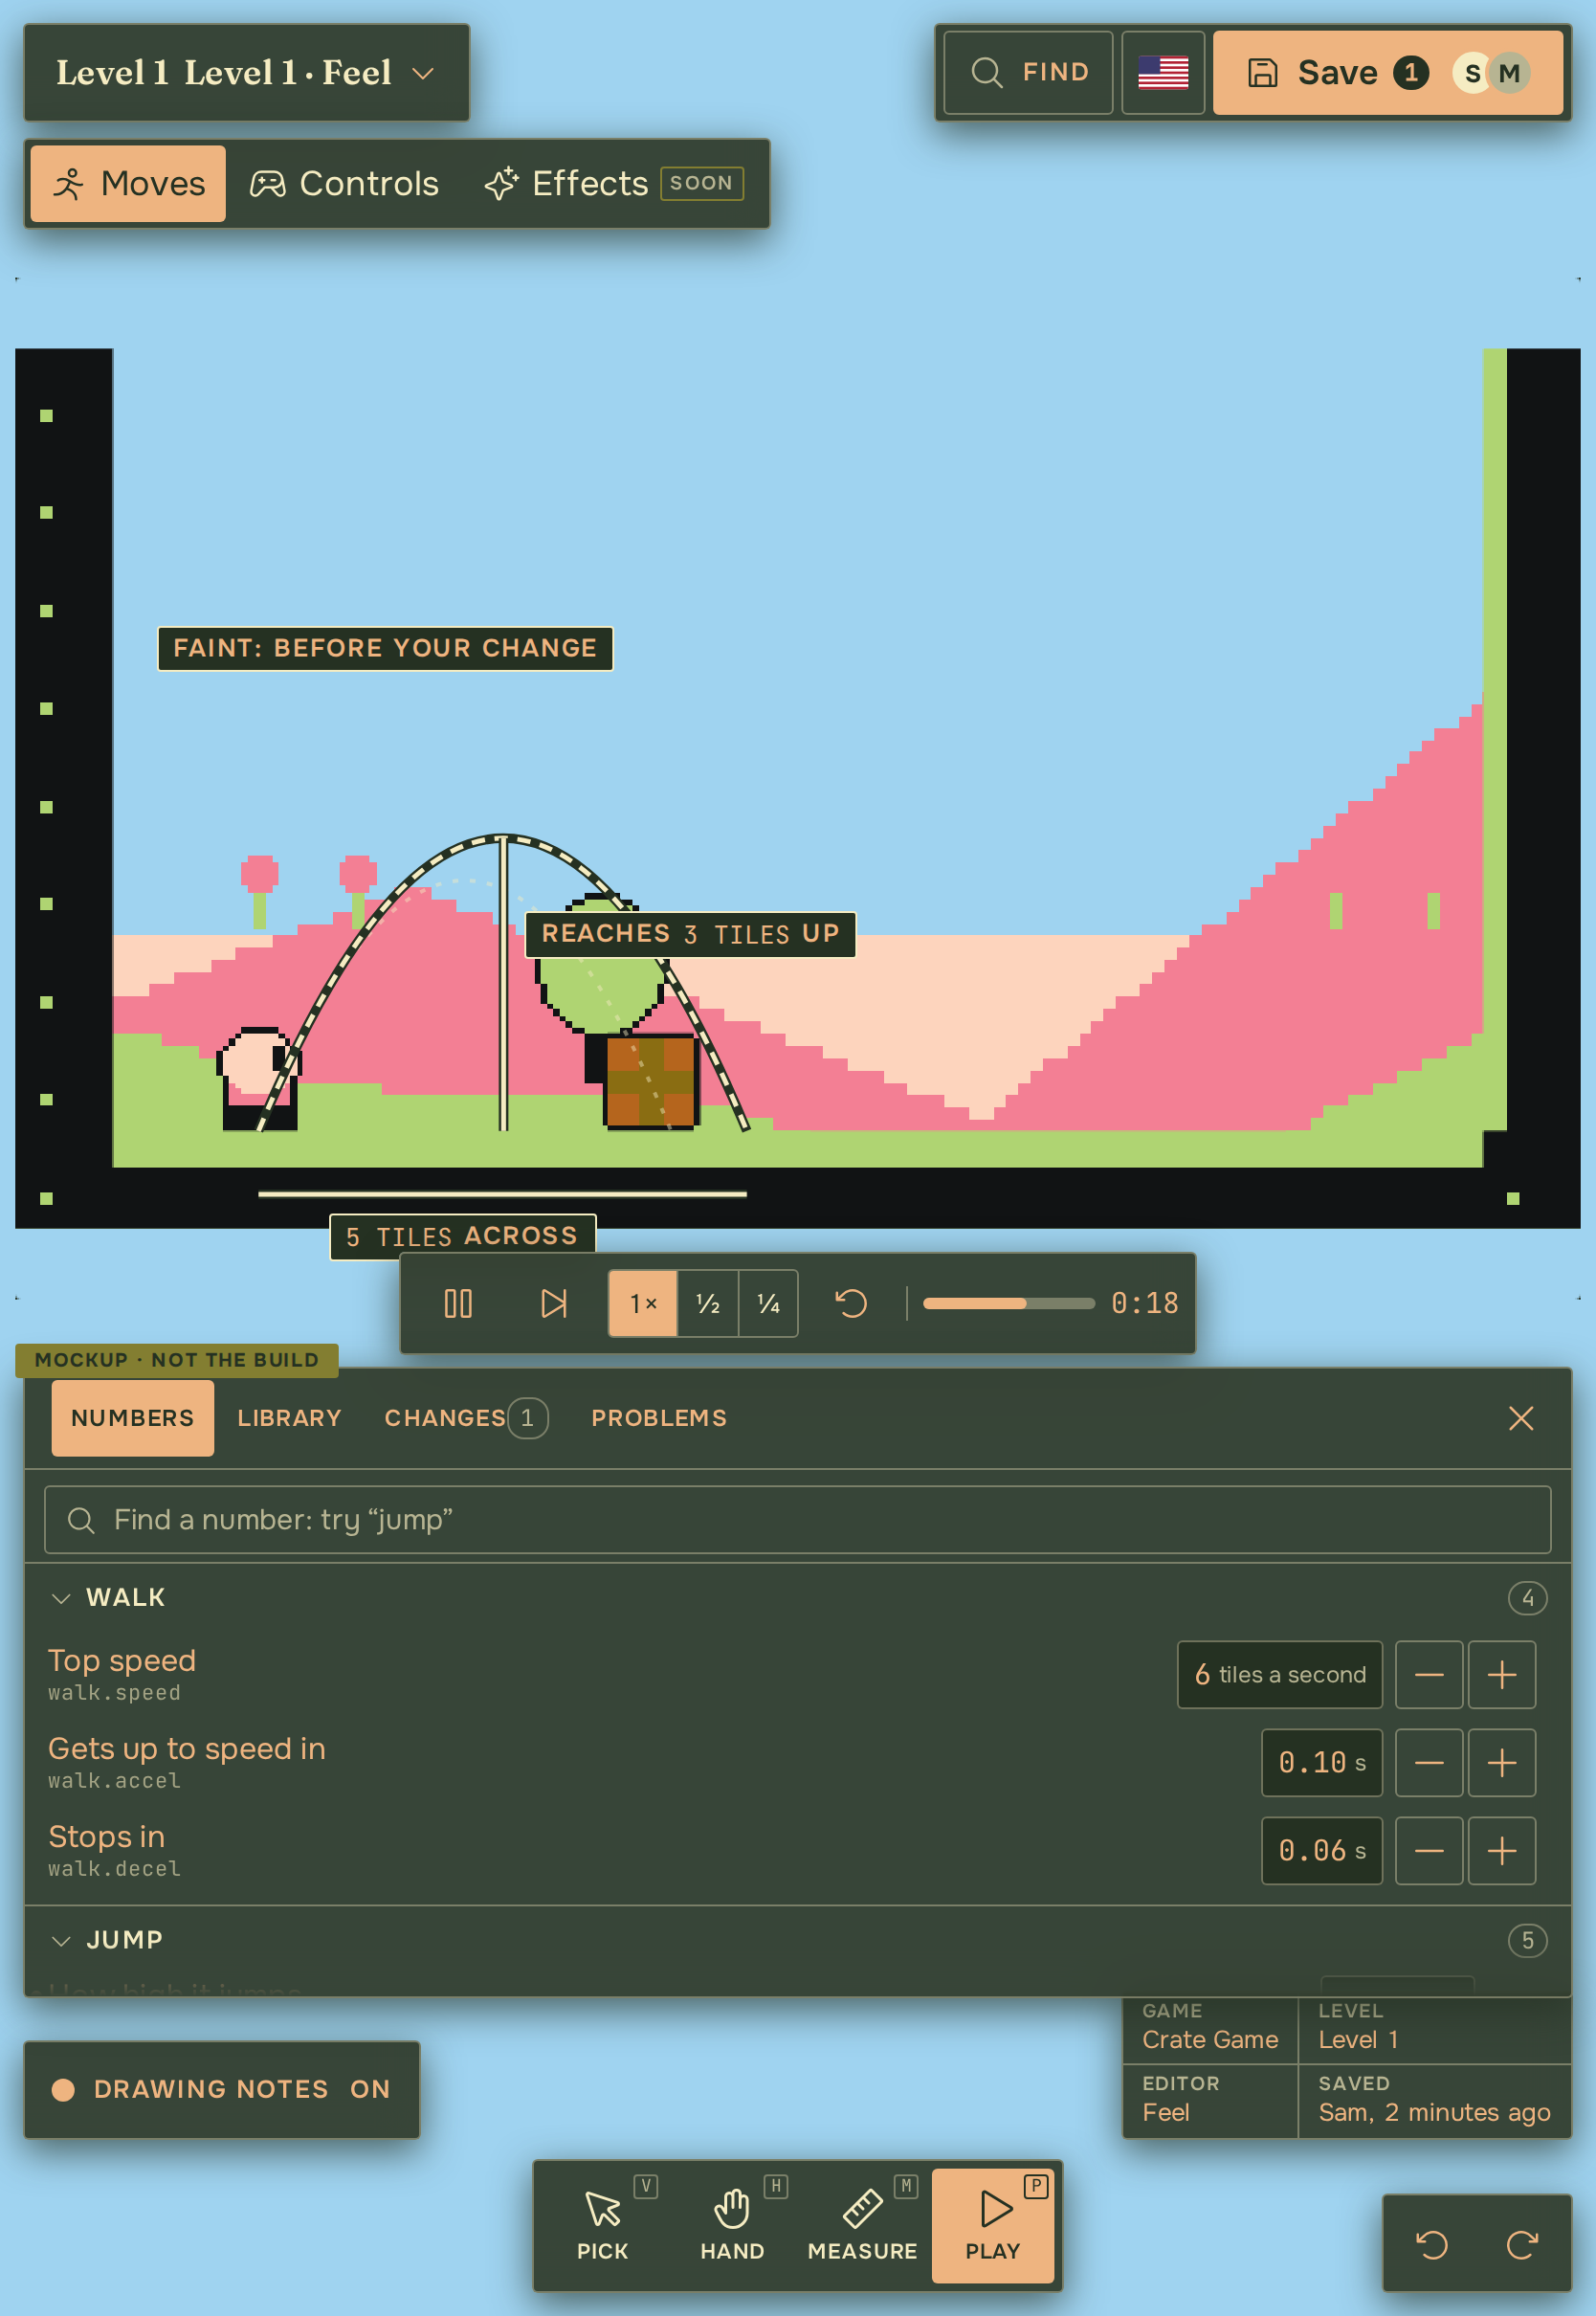 Level 1 Level 1 · Feel
FIND
Save 1 S M
Moves Controls Effects SOON
FAINT: BEFORE YOUR CHANGE
REACHES 3 TILES UP
5 TILES ACROSS
1× ½ ¼ 0:18
MOCKUP · NOT THE BUILD
NUMBERS LIBRARY CHANGES 1 PROBLEMS
Find a number: try “jump”
WALK 4
Top speed
walk.speed
6 tiles a second
Gets up to speed in
walk.accel
0.10 s
Stops in
walk.decel
0.06 s
JUMP 5
How high it jumps
GAME
Crate Game
LEVEL
Level 1
EDITOR
Feel
SAVED
Sam, 2 minutes ago
DRAWING NOTES ON
V H M P
PICK HAND MEASURE PLAY